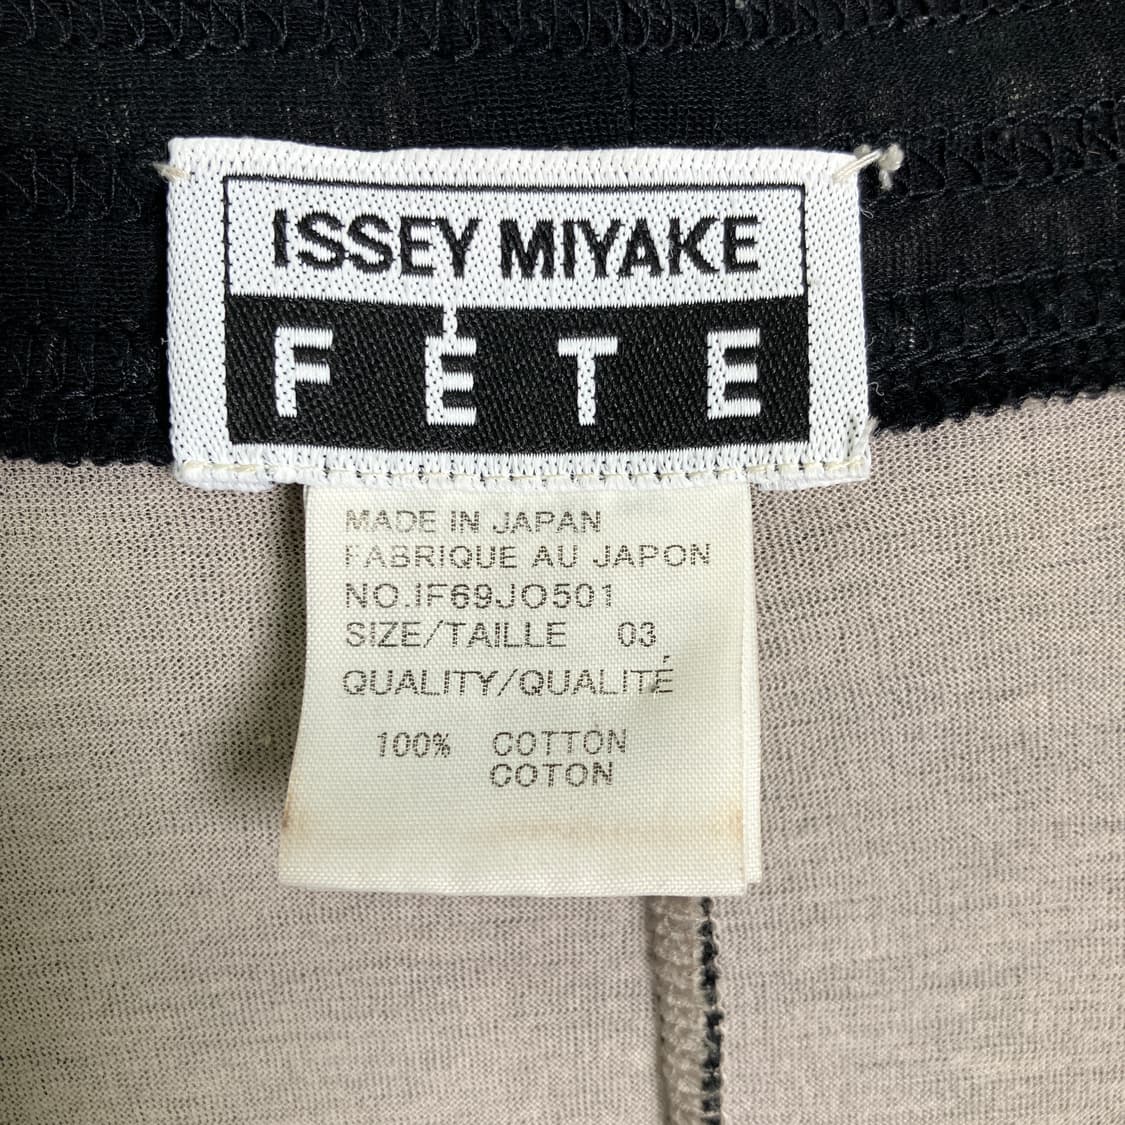 ISSEY MIYAKE
FÊTE
MADE IN JAPAN
FABRIQUE AU JAPON
NO.IF69JO501
SIZE/TAILLE 03
QUALITY/QUALITÉ
100% COTTON
COTON